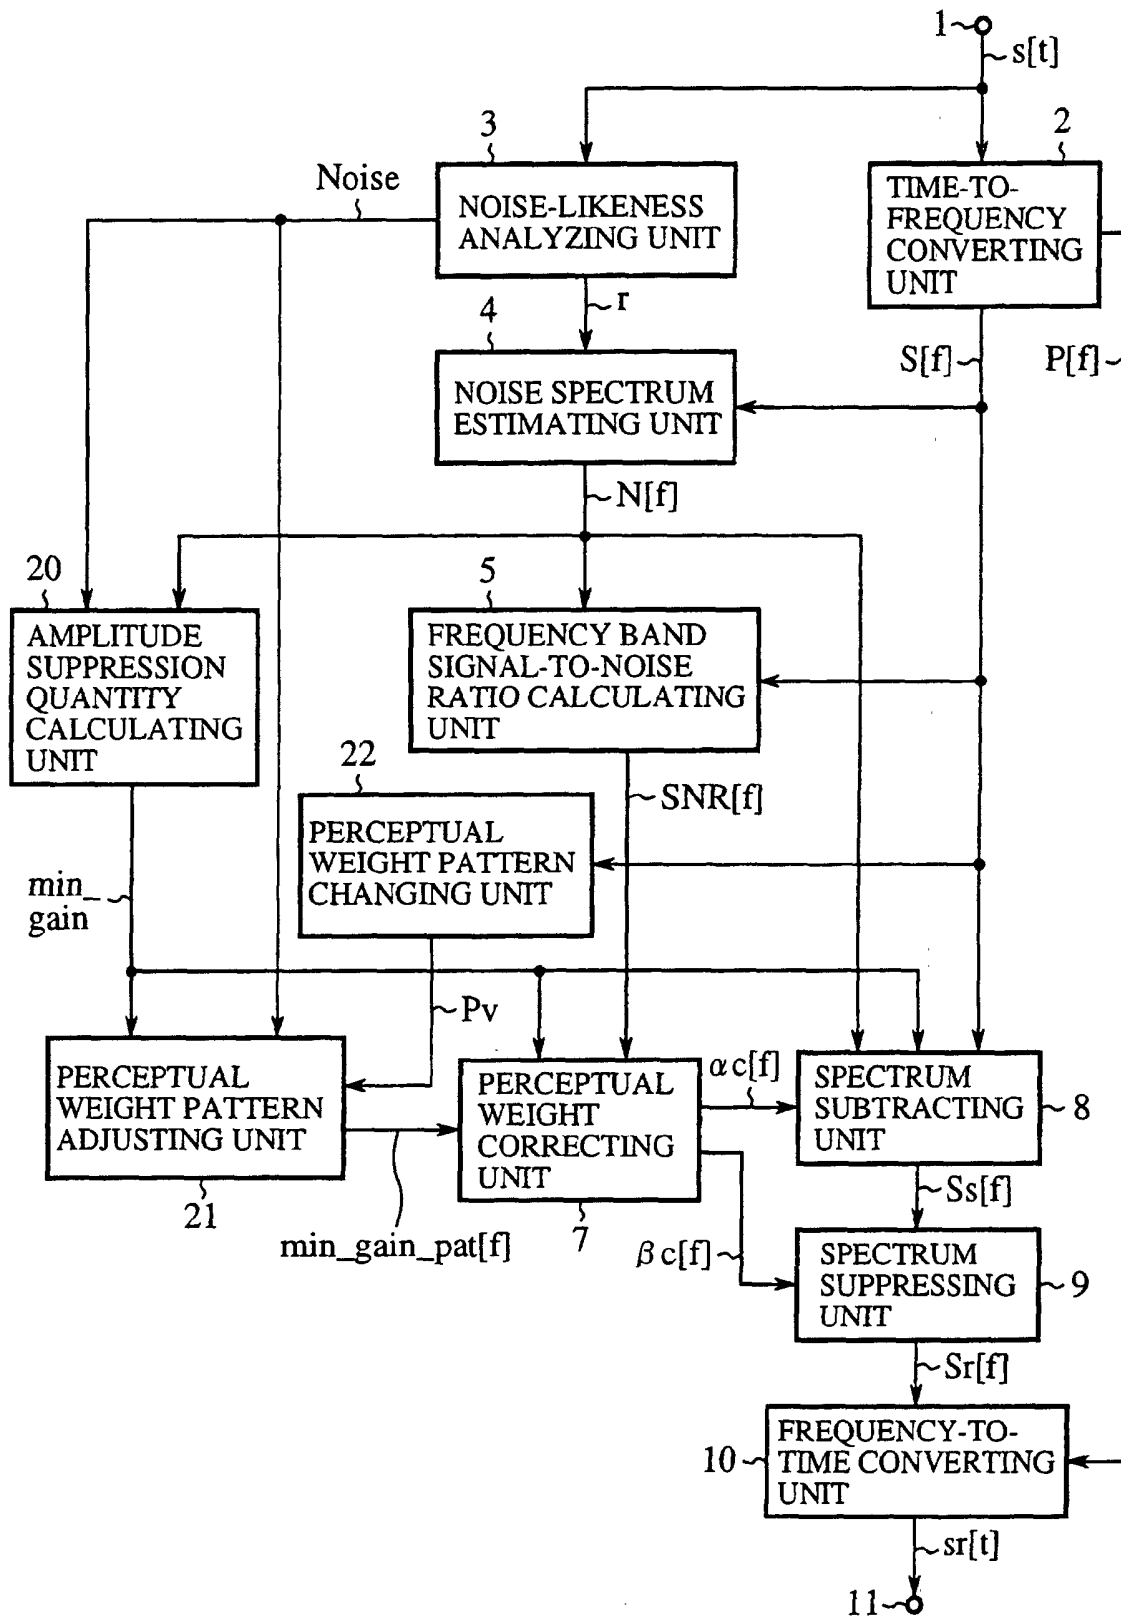 1
s[t]
3
2
Noise
NOISE-LIKENESS
ANALYZING UNIT
TIME-TO-
FREQUENCY
CONVERTING
UNIT
r
4
S[f]
P[f]
NOISE SPECTRUM
ESTIMATING UNIT
N[f]
20
5
AMPLITUDE
SUPPRESSION
QUANTITY
CALCULATING
UNIT
FREQUENCY BAND
SIGNAL-TO-NOISE
RATIO CALCULATING
UNIT
22
SNR[f]
PERCEPTUAL
WEIGHT PATTERN
CHANGING UNIT
min_
gain
Pv
PERCEPTUAL
WEIGHT PATTERN
ADJUSTING UNIT
PERCEPTUAL
WEIGHT
CORRECTING
UNIT
αc[f]
SPECTRUM
SUBTRACTING
UNIT
8
21
min_gain_pat[f]
7
βc[f]
Ss[f]
SPECTRUM
SUPPRESSING
UNIT
9
Sr[f]
10
FREQUENCY-TO-
TIME CONVERTING
UNIT
sr[t]
11